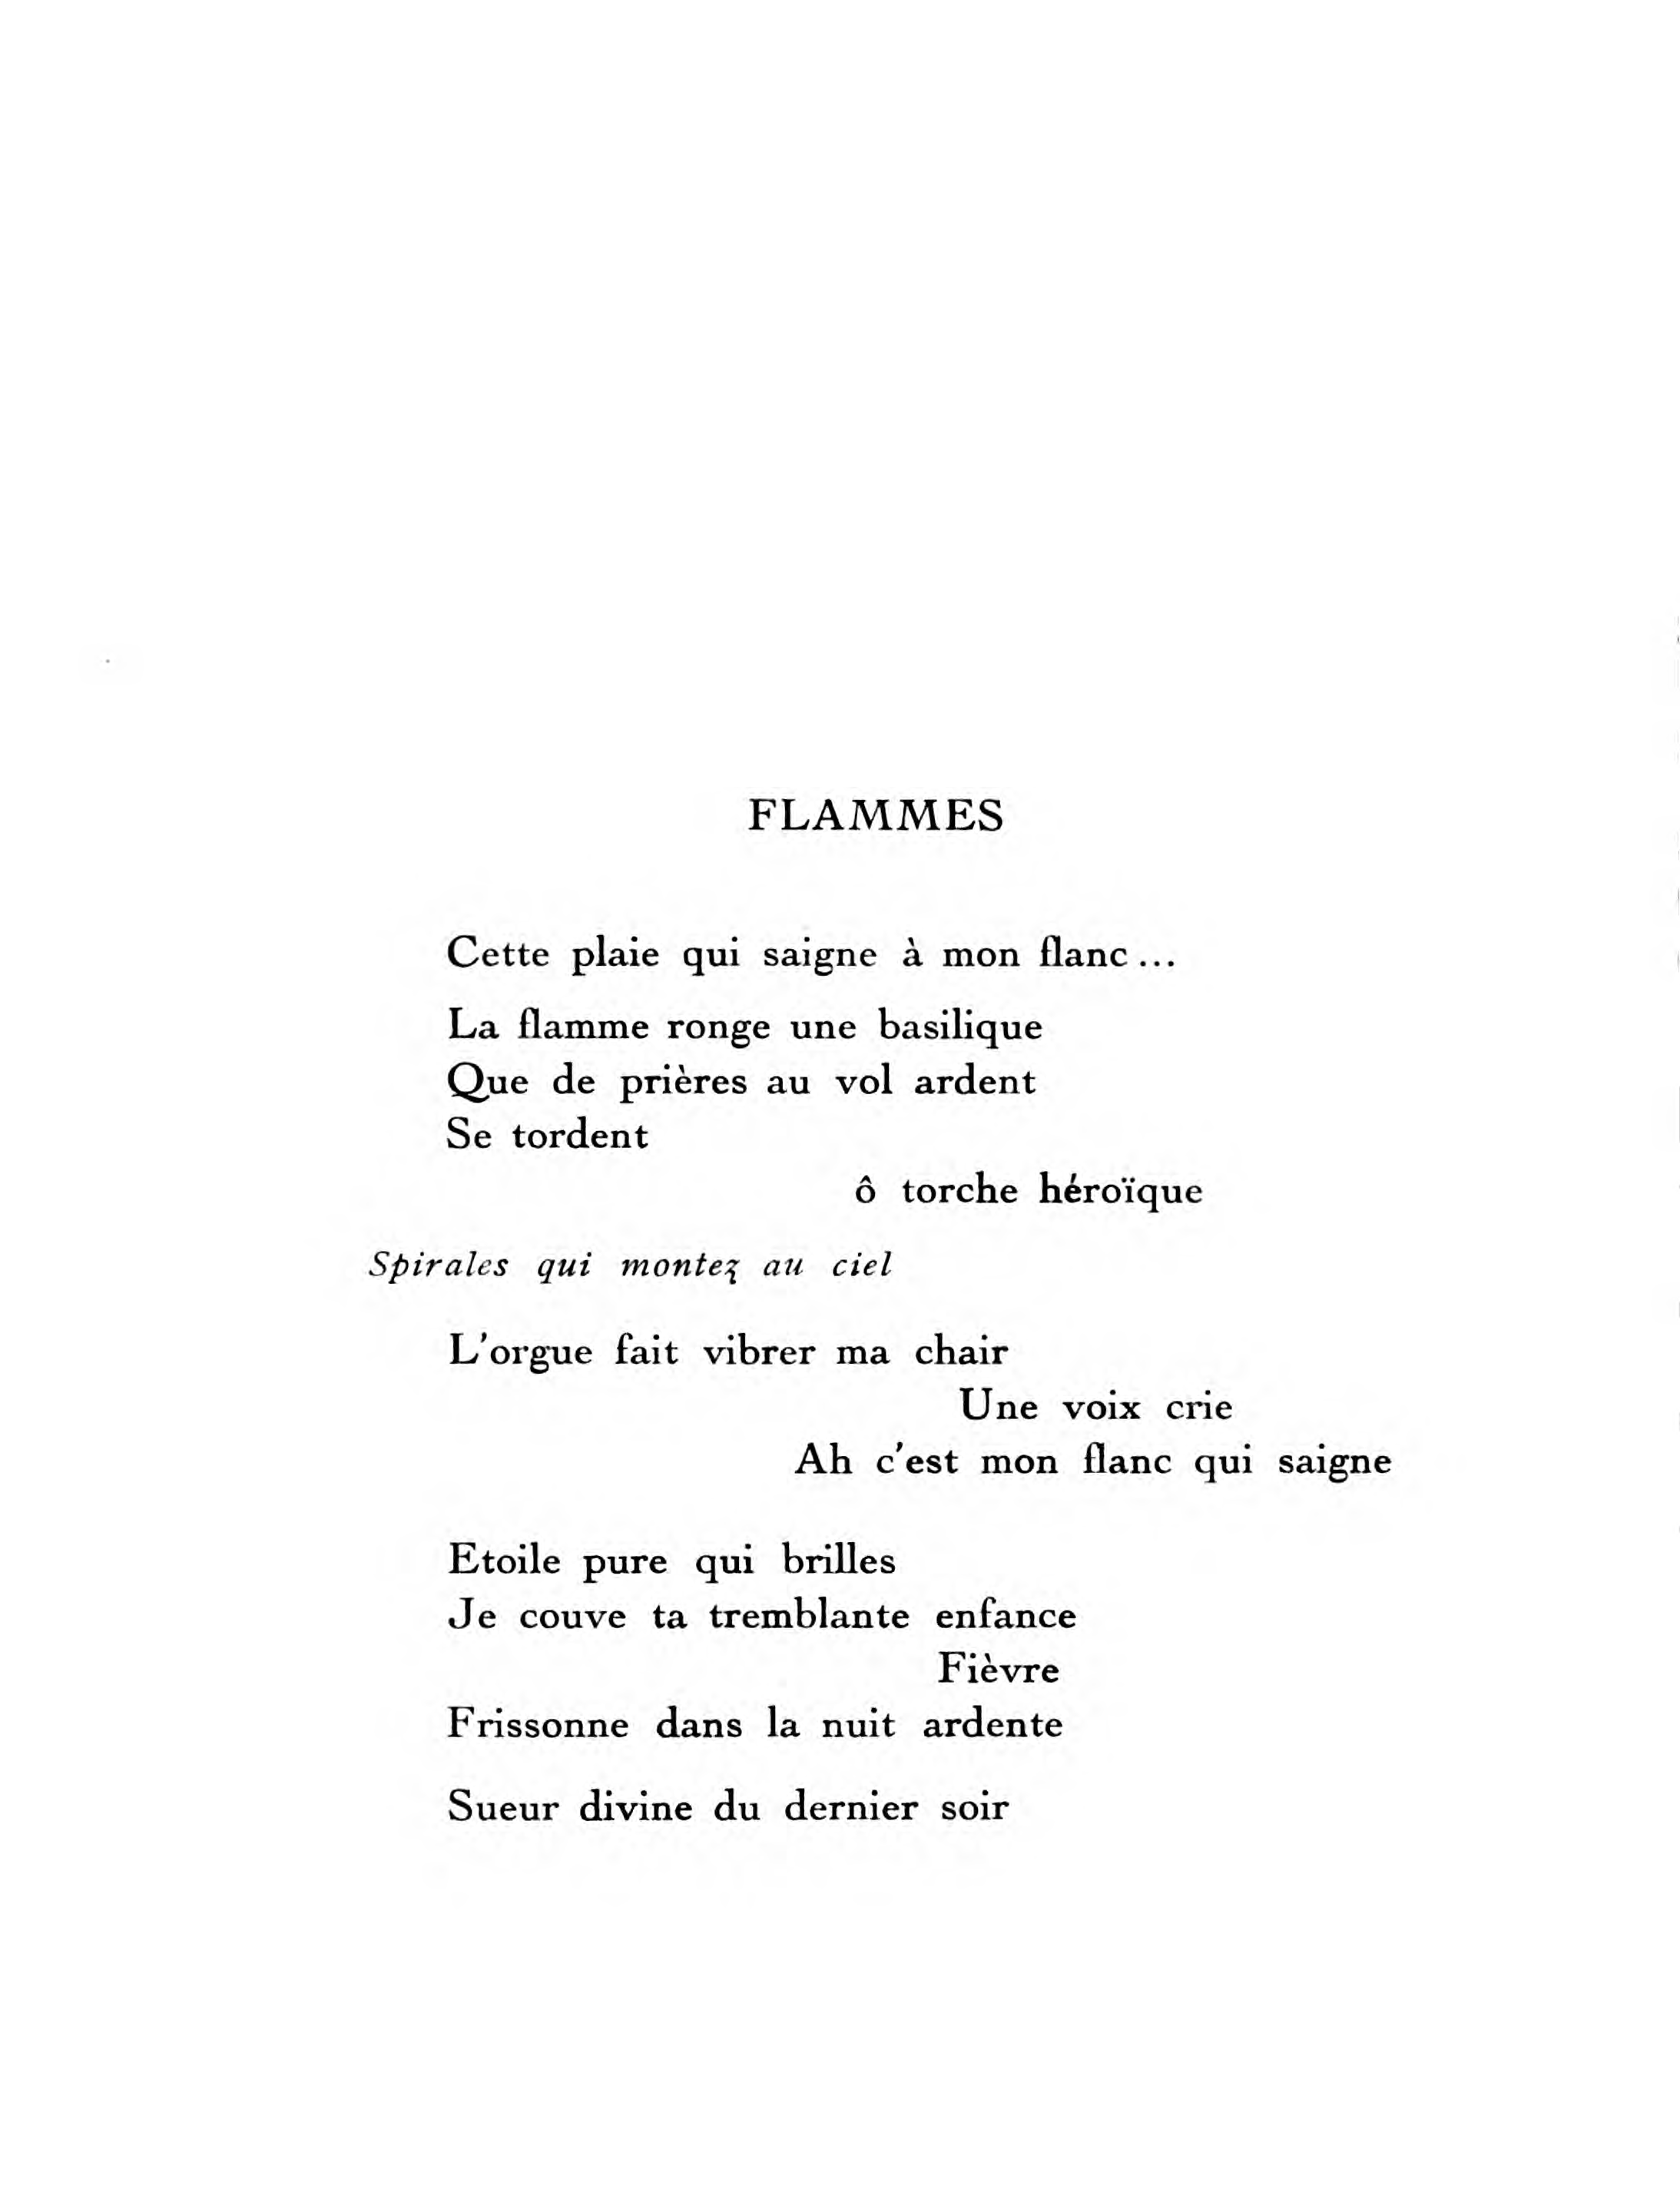 FLAMMES
Cette plaie qui saigne à mon flanc...
La flamme ronge une basilique
Que de prières au vol ardent
Se tordent
ô torche héroïque
Spirales qui montez au ciel
L'orgue fait vibrer ma chair
Une voix crie
Ah c'est mon flanc qui saigne
Etoile pure qui brilles
Je couve ta tremblante enfance
Fièvre
Frissonne dans la nuit ardente
Sueur divine du dernier soir